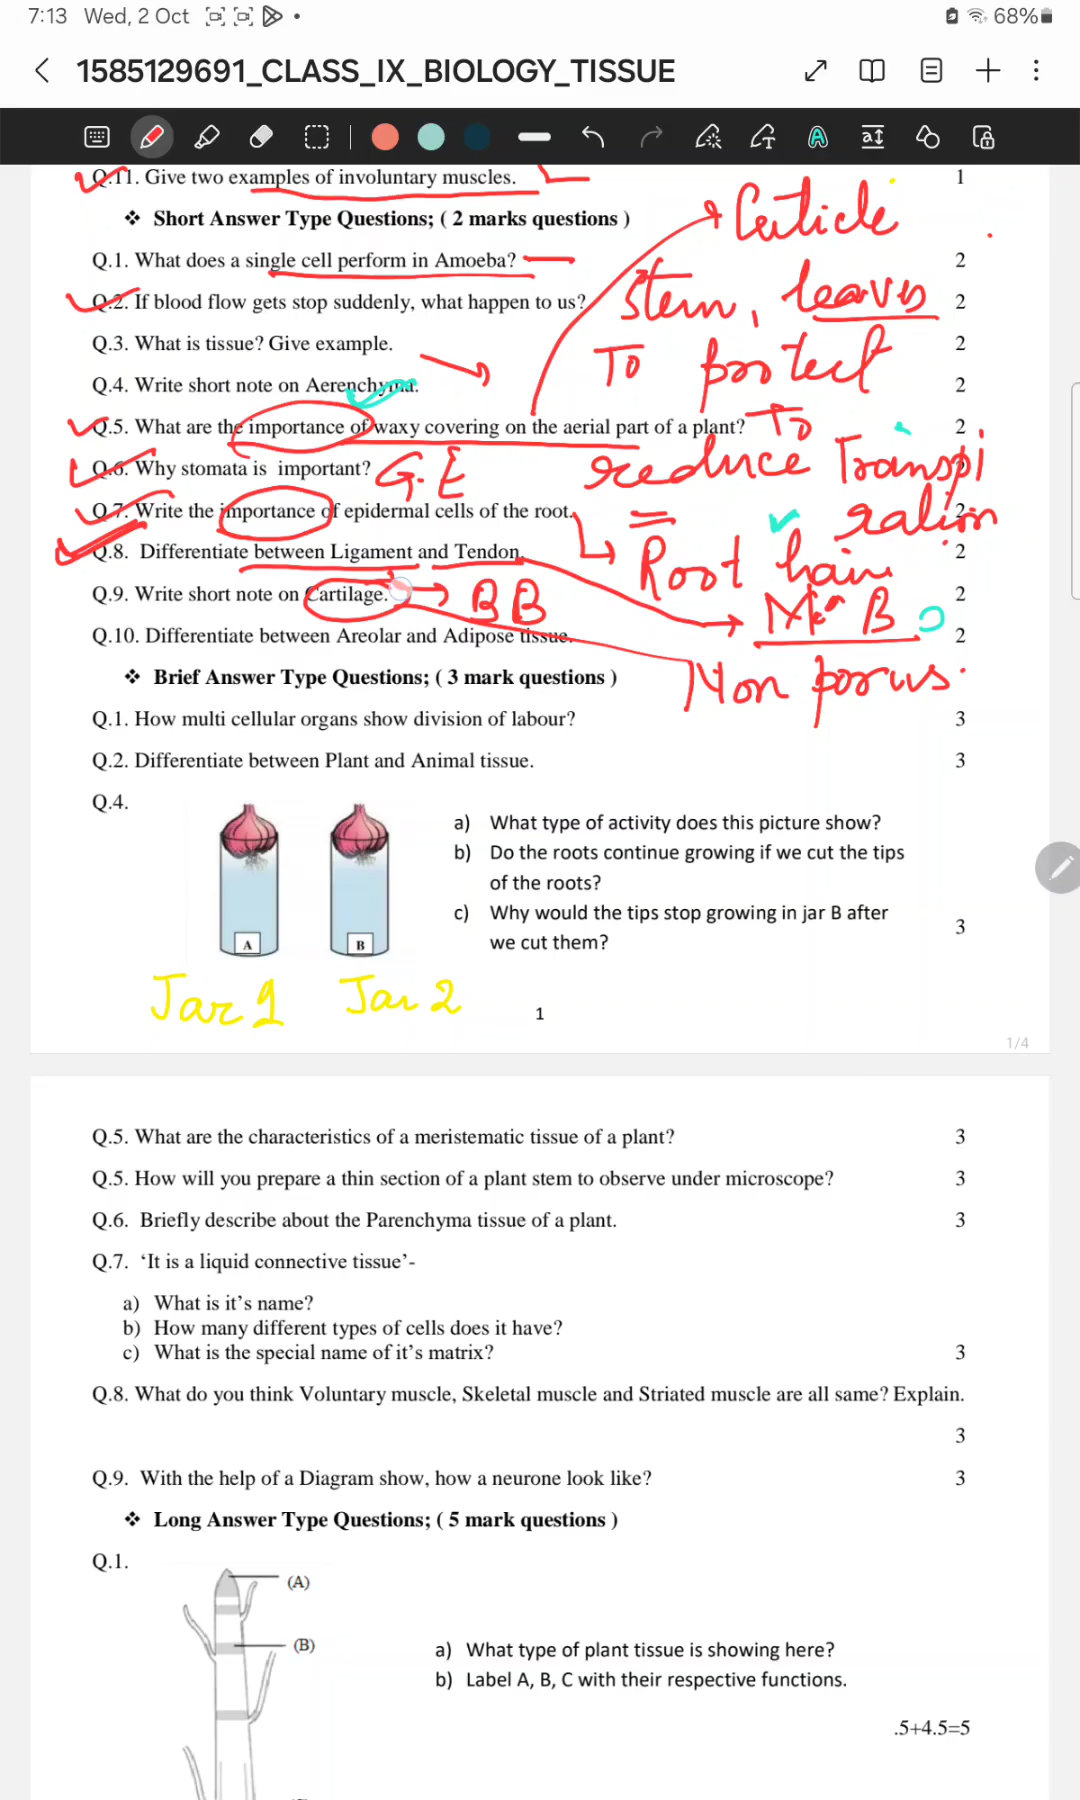 7:13 Wed, 2 Oct
68%
1585129691_CLASS_IX_BIOLOGY_TISSUE
Q.11. Give two examples of involuntary muscles. 1
❖ Short Answer Type Questions; ( 2 marks questions )
Cuticle
Q.1. What does a single cell perform in Amoeba? 2
Stem, leaves
Q.2. If blood flow gets stop suddenly, what happen to us? 2
Q.3. What is tissue? Give example. 2
To protect
Q.4. Write short note on Aerenchyma. 2
Q.5. What are the importance of waxy covering on the aerial part of a plant? 2
To
reduce Transpi
ration
Q.6. Why stomata is important?
G.E
Q.7. Write the importance of epidermal cells of the root. 2
Root hair
Q.8. Differentiate between Ligament and Tendon. 2
Q.9. Write short note on Cartilage. 2
BB
M B
Q.10. Differentiate between Areolar and Adipose tissue. 2
Non porus
❖ Brief Answer Type Questions; ( 3 mark questions )
Q.1. How multi cellular organs show division of labour? 3
Q.2. Differentiate between Plant and Animal tissue. 3
Q.4.
A
B
a) What type of activity does this picture show?
b) Do the roots continue growing if we cut the tips
of the roots?
c) Why would the tips stop growing in jar B after
we cut them?
3
Jar 1 Jar 2
1
1/4
Q.5. What are the characteristics of a meristematic tissue of a plant? 3
Q.5. How will you prepare a thin section of a plant stem to observe under microscope? 3
Q.6. Briefly describe about the Parenchyma tissue of a plant. 3
Q.7. ‘It is a liquid connective tissue’-
a) What is it’s name?
b) How many different types of cells does it have?
c) What is the special name of it’s matrix? 3
Q.8. What do you think Voluntary muscle, Skeletal muscle and Striated muscle are all same? Explain.
3
Q.9. With the help of a Diagram show, how a neurone look like? 3
❖ Long Answer Type Questions; ( 5 mark questions )
Q.1.
(A)
(B)
a) What type of plant tissue is showing here?
b) Label A, B, C with their respective functions.
.5+4.5=5